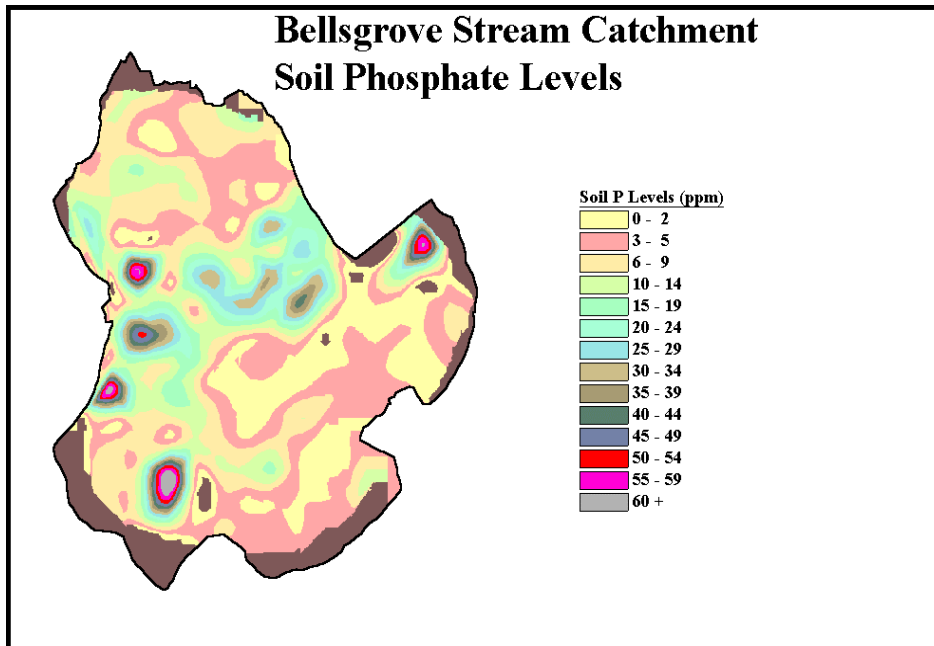 Bellsgrove Stream Catchment
Soil Phosphate Levels
Soil P Levels (ppm)
0 - 2
3 - 5
6 - 9
10 - 14
15 - 19
20 - 24
25 - 29
30 - 34
35 - 39
40 - 44
45 - 49
50 - 54
55 - 59
60 +